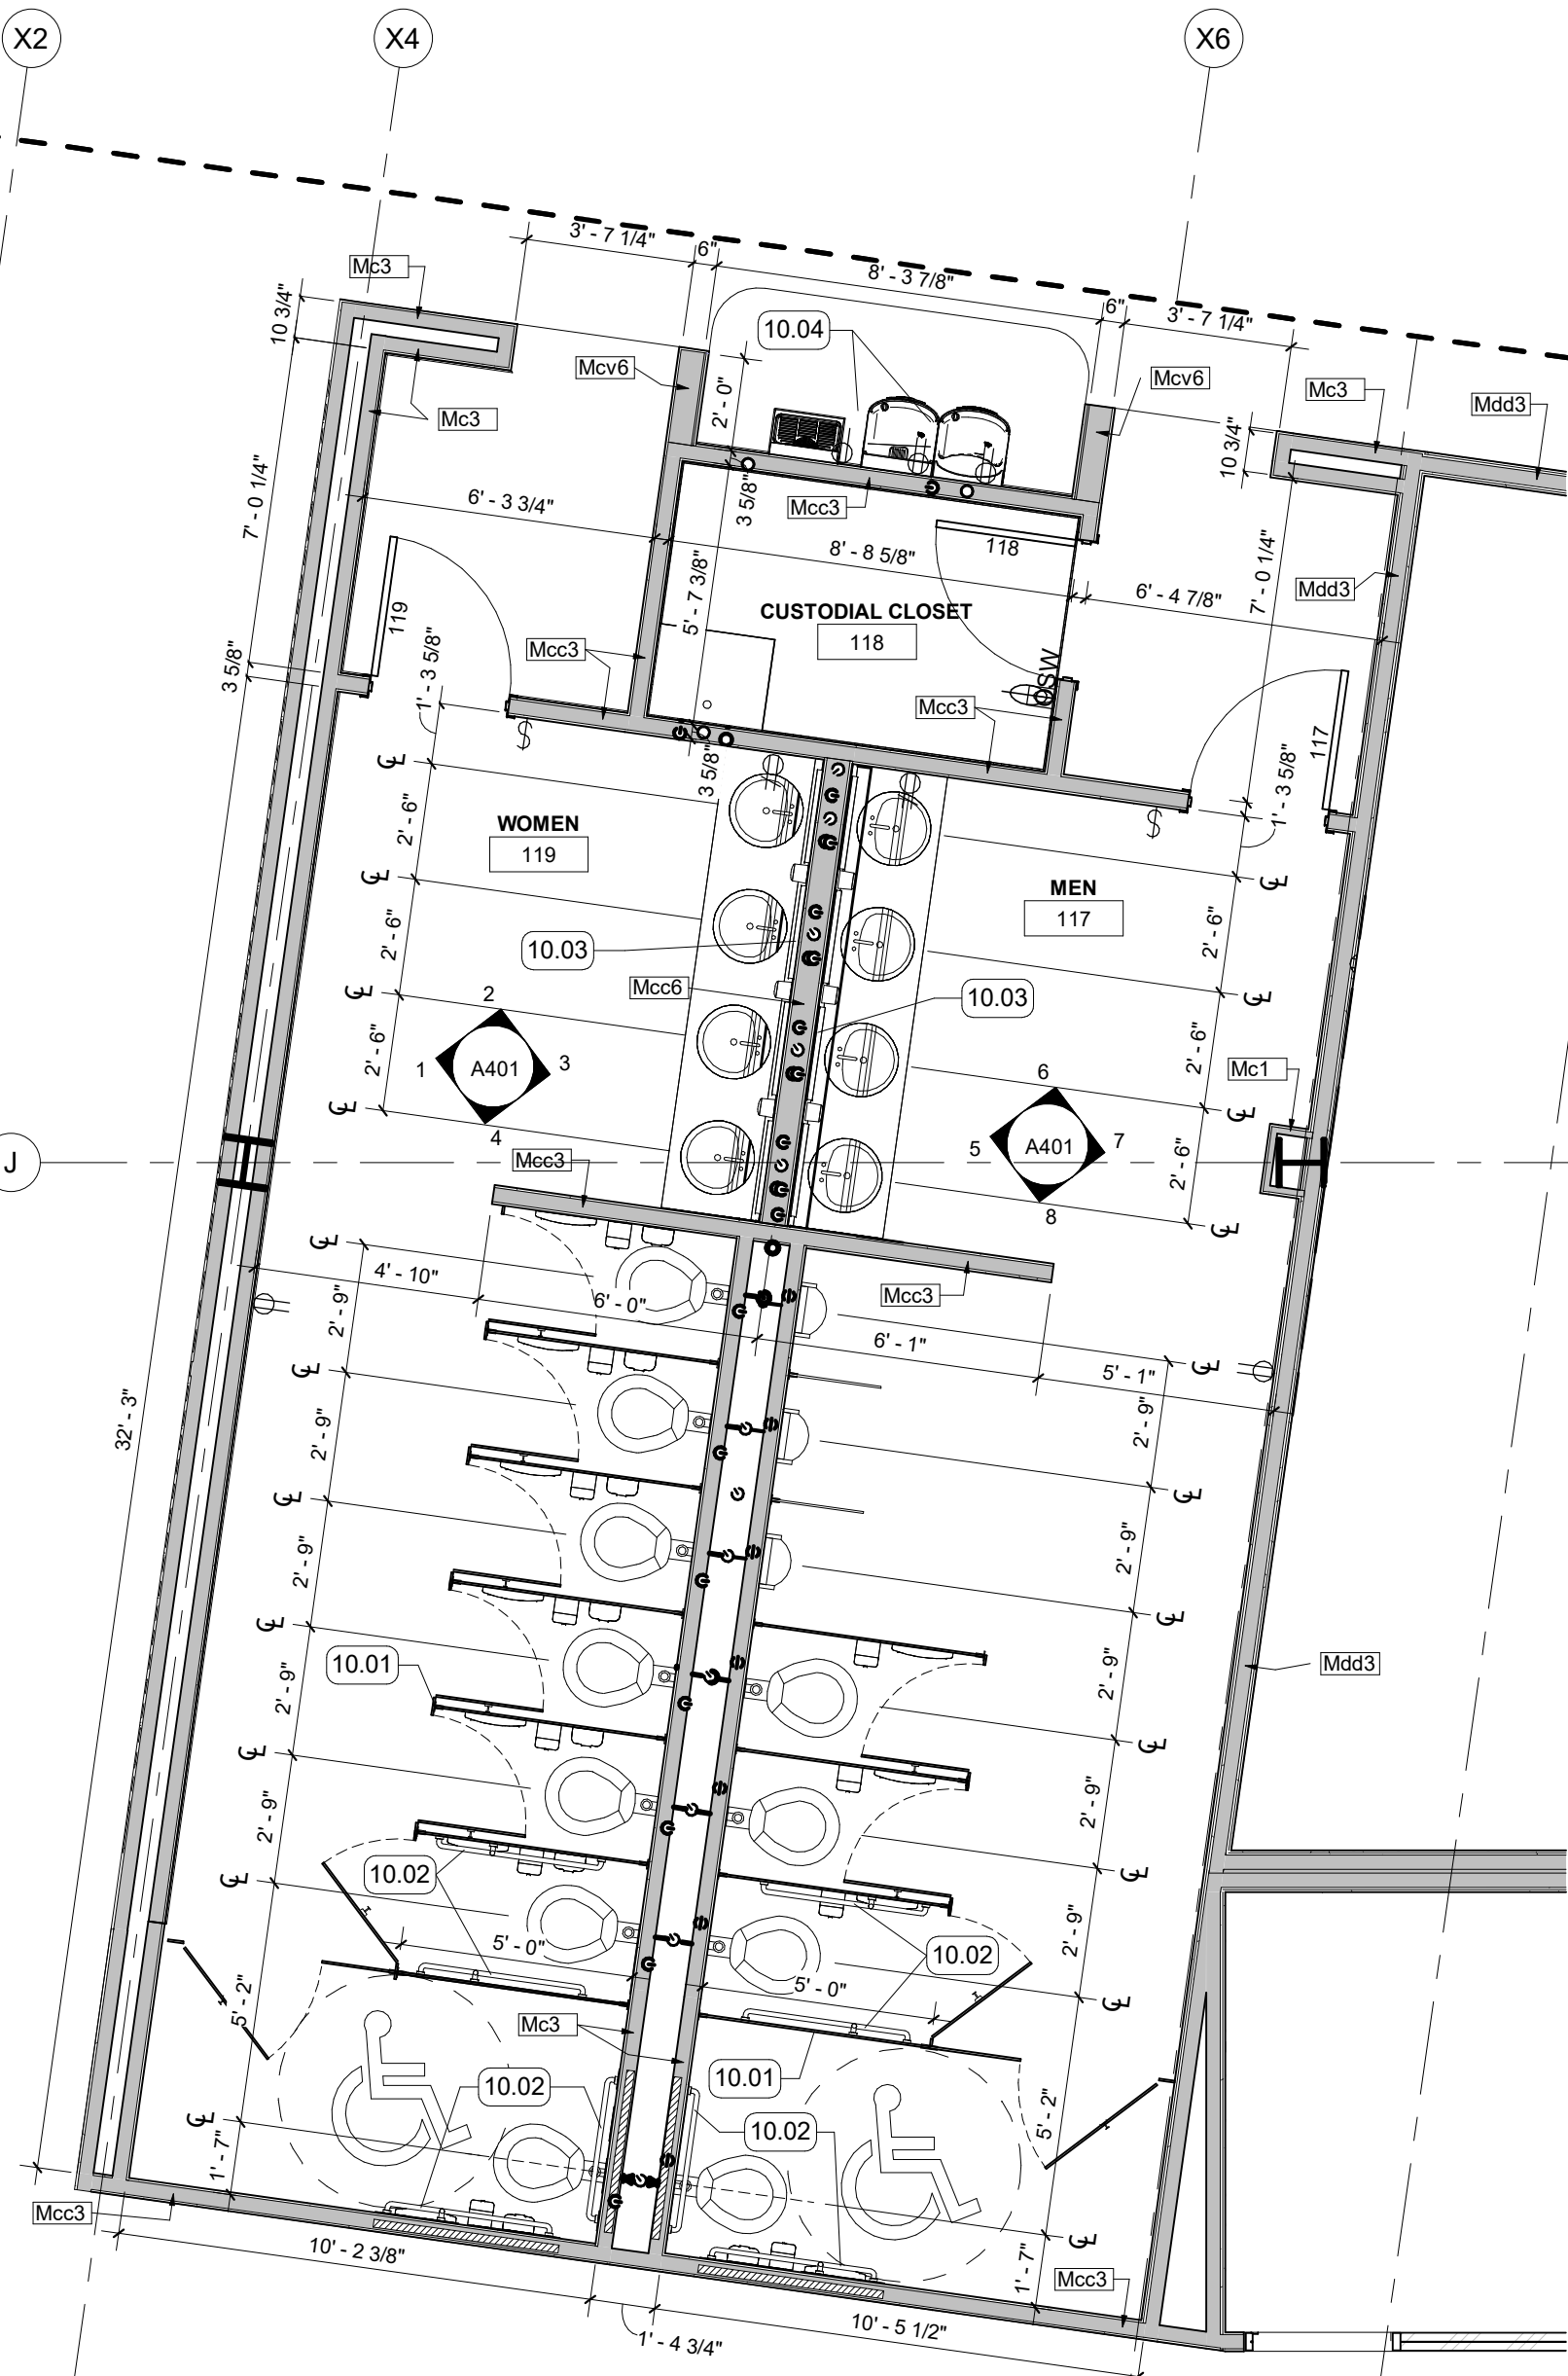 X2
X4
X6
3' - 7 1/4"
6"
8' - 3 7/8"
6"
3' - 7 1/4"
Mc3
10 3/4"
10.04
Mcv6
Mcv6
Mc3
Mdd3
Mc3
2' - 0"
10 3/4"
7' - 0 1/4"
6' - 3 3/4"
3 5/8"
Mcc3
118
8' - 8 5/8"
5' - 7 3/8"
Mdd3
7' - 0 1/4"
6' - 4 7/8"
CUSTODIAL CLOSET
118
119
Mcc3
3 5/8"
1' - 3 5/8"
OSW
Mcc3
117
3 5/8"
1' - 3 5/8"
WOMEN
119
2' - 6"
MEN
117
2' - 6"
10.03
2' - 6"
2' - 6"
Mcc6
10.03
2
1
A401
3
4
2' - 6"
2' - 6"
6
Mc1
5
A401
7
8
J
Mcc3
2' - 6"
4' - 10"
6' - 0"
Mcc3
2' - 9"
6' - 1"
5' - 1"
32' - 3"
2' - 9"
2' - 9"
2' - 9"
2' - 9"
10.01
2' - 9"
2' - 9"
Mdd3
2' - 9"
2' - 9"
10.02
5' - 0"
10.02
2' - 9"
5' - 0"
5' - 2"
Mc3
10.01
10.02
10.02
5' - 2"
1' - 7"
Mcc3
10' - 2 3/8"
1' - 7"
Mcc3
1' - 4 3/4"
10' - 5 1/2"